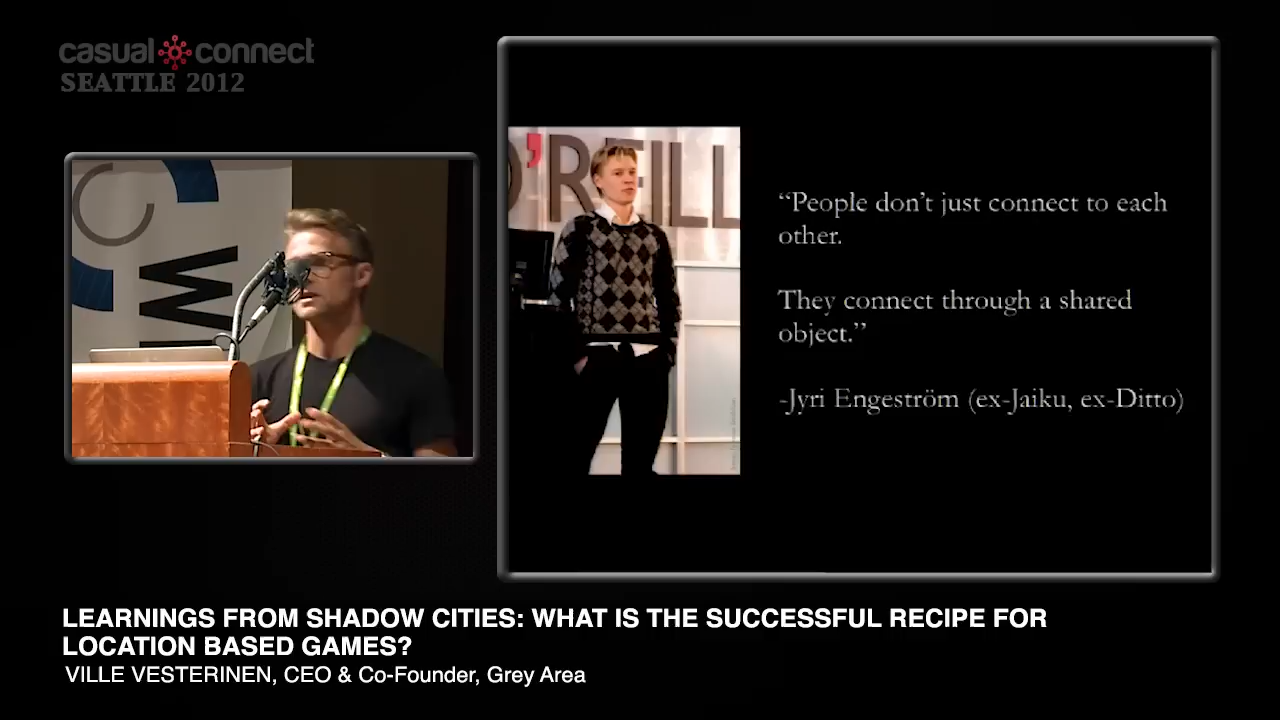 casual connect
SEATTLE 2012
O'REILL
W
“People don’t just connect to each
other.
They connect through a shared
object.”
-Jyri Engeström (ex-Jaiku, ex-Ditto)
LEARNINGS FROM SHADOW CITIES: WHAT IS THE SUCCESSFUL RECIPE FOR
LOCATION BASED GAMES?
VILLE VESTERINEN, CEO & Co-Founder, Grey Area